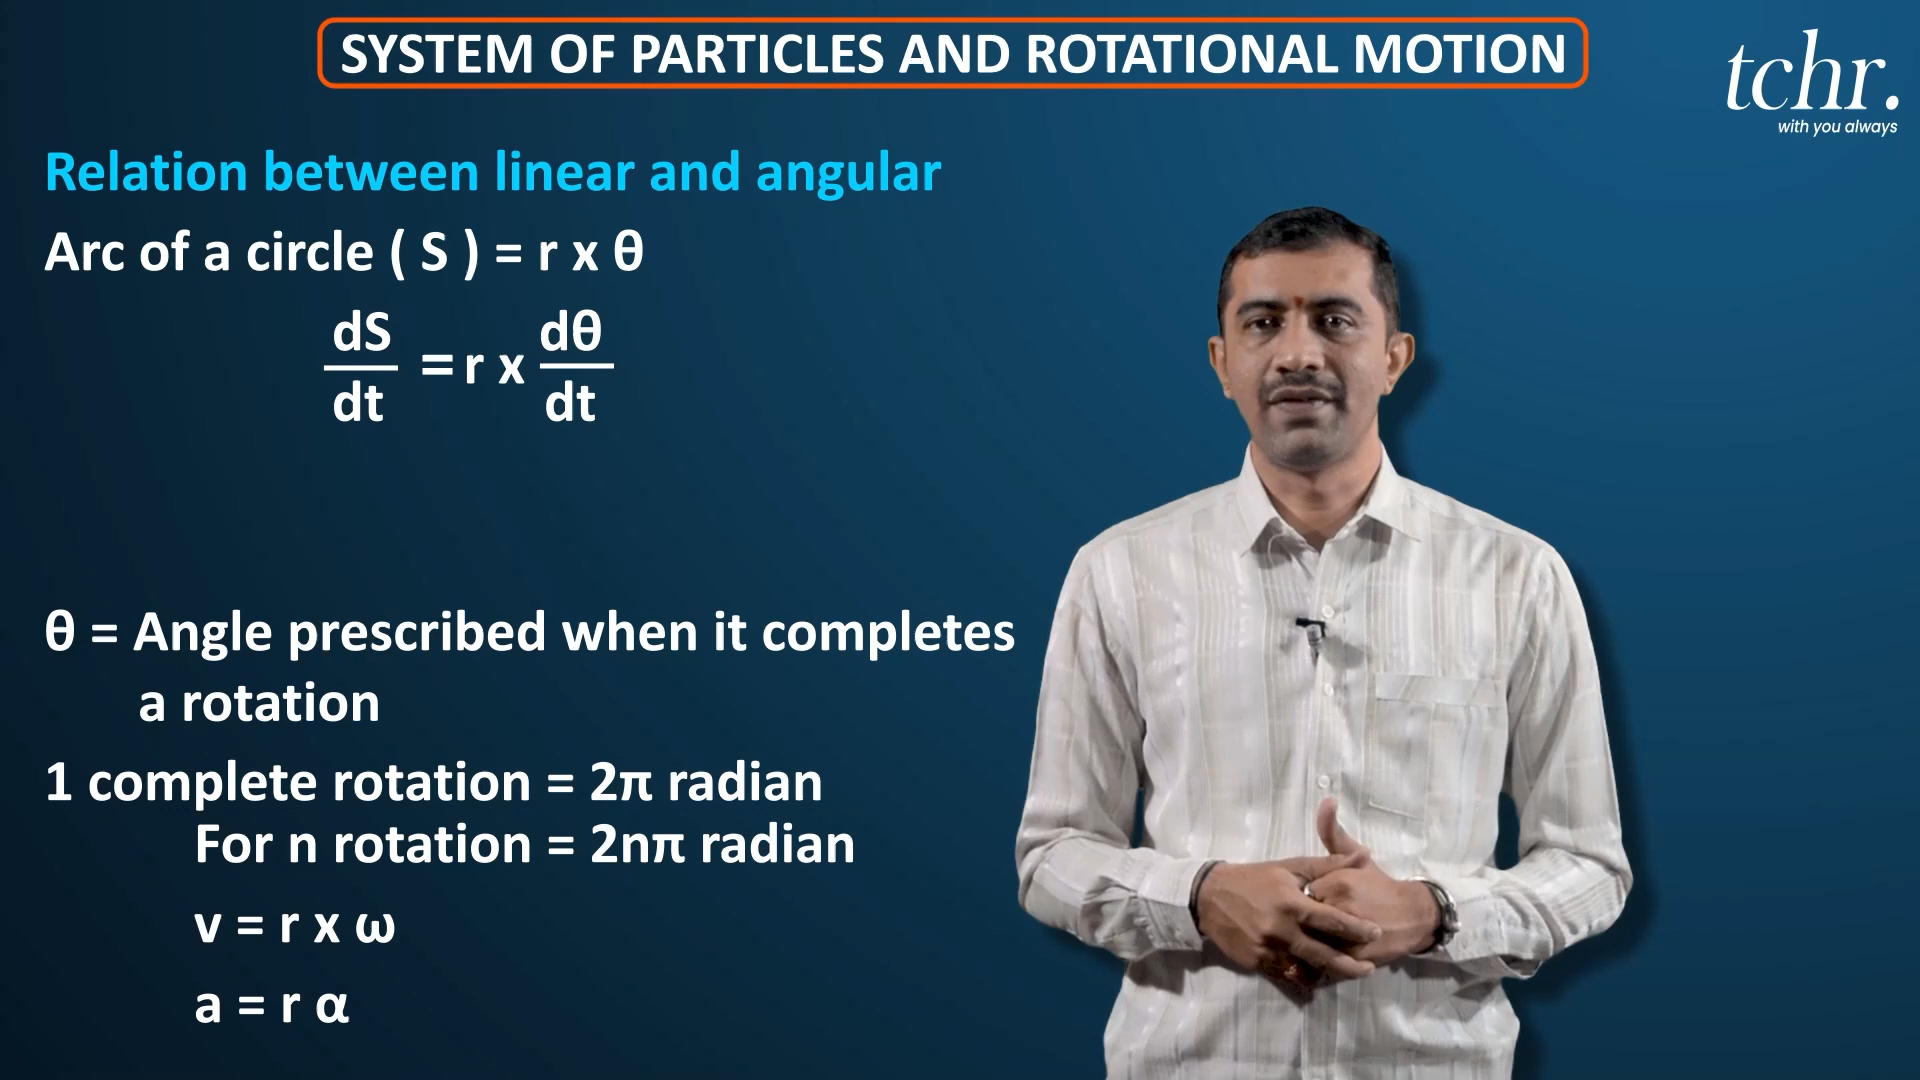 SYSTEM OF PARTICLES AND ROTATIONAL MOTION
tchr.
with you always
Relation between linear and angular
Arc of a circle ( S ) = r x θ
dS/dt = r x dθ/dt
θ = Angle prescribed when it completes
a rotation
1 complete rotation = 2π radian
For n rotation = 2nπ radian
v = r x ω
a = r α